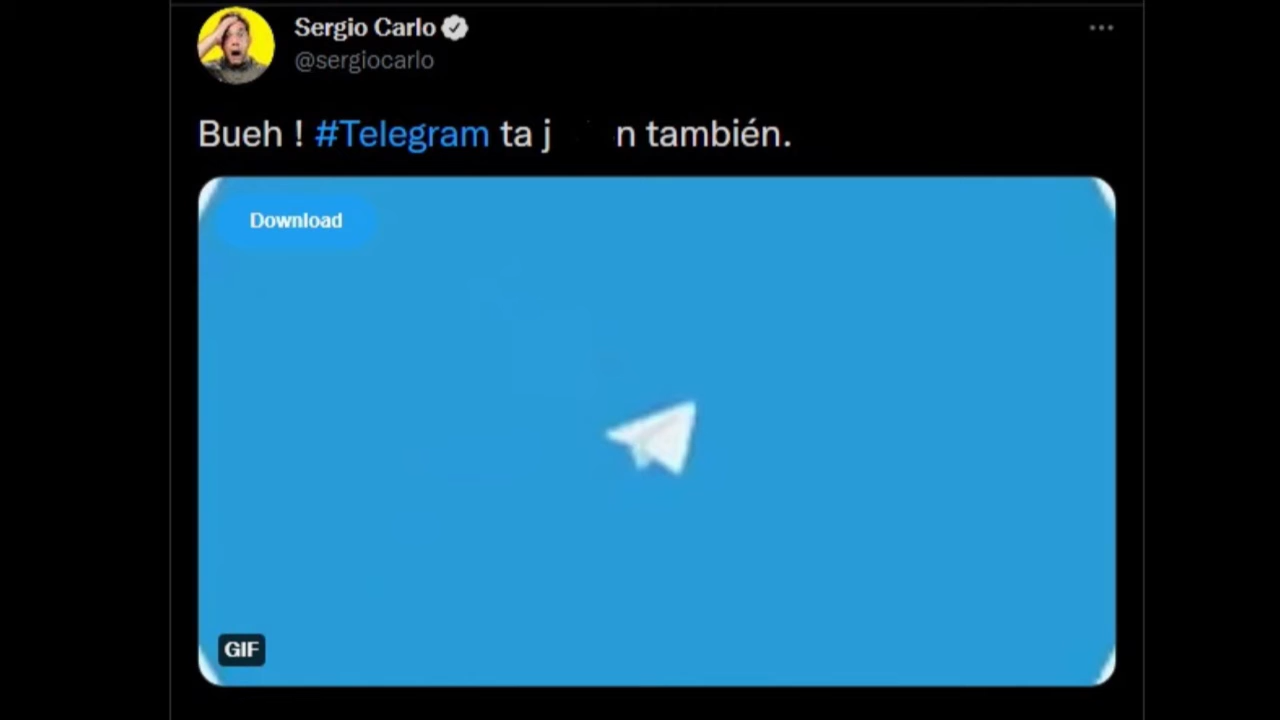 Sergio Carlo
@sergiocarlo
Bueh ! #Telegram ta j n también.
Download
GIF